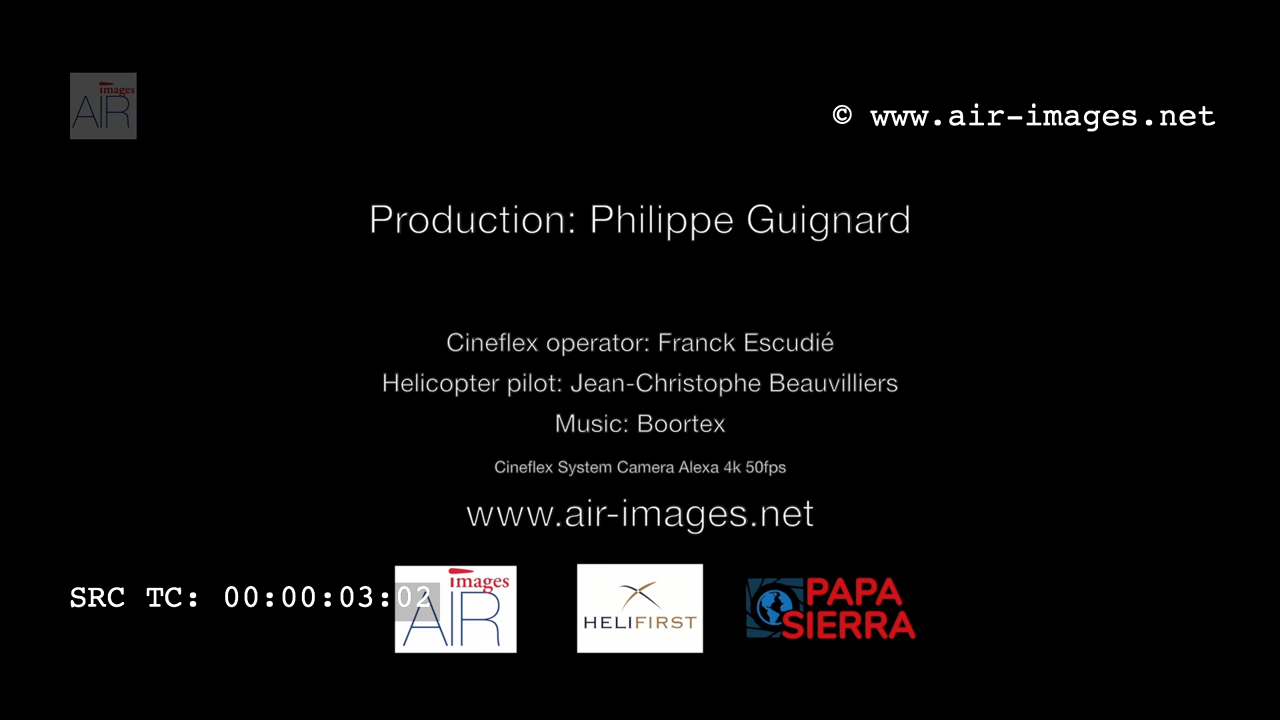 images
AIR
© www.air-images.net
Production: Philippe Guignard
Cineflex operator: Franck Escudié
Helicopter pilot: Jean-Christophe Beauvilliers
Music: Boortex
Cineflex System Camera Alexa 4k 50fps
www.air-images.net
SRC TC: 00:00:03:02
images
AIR
HELIFIRST
PAPA
SIERRA